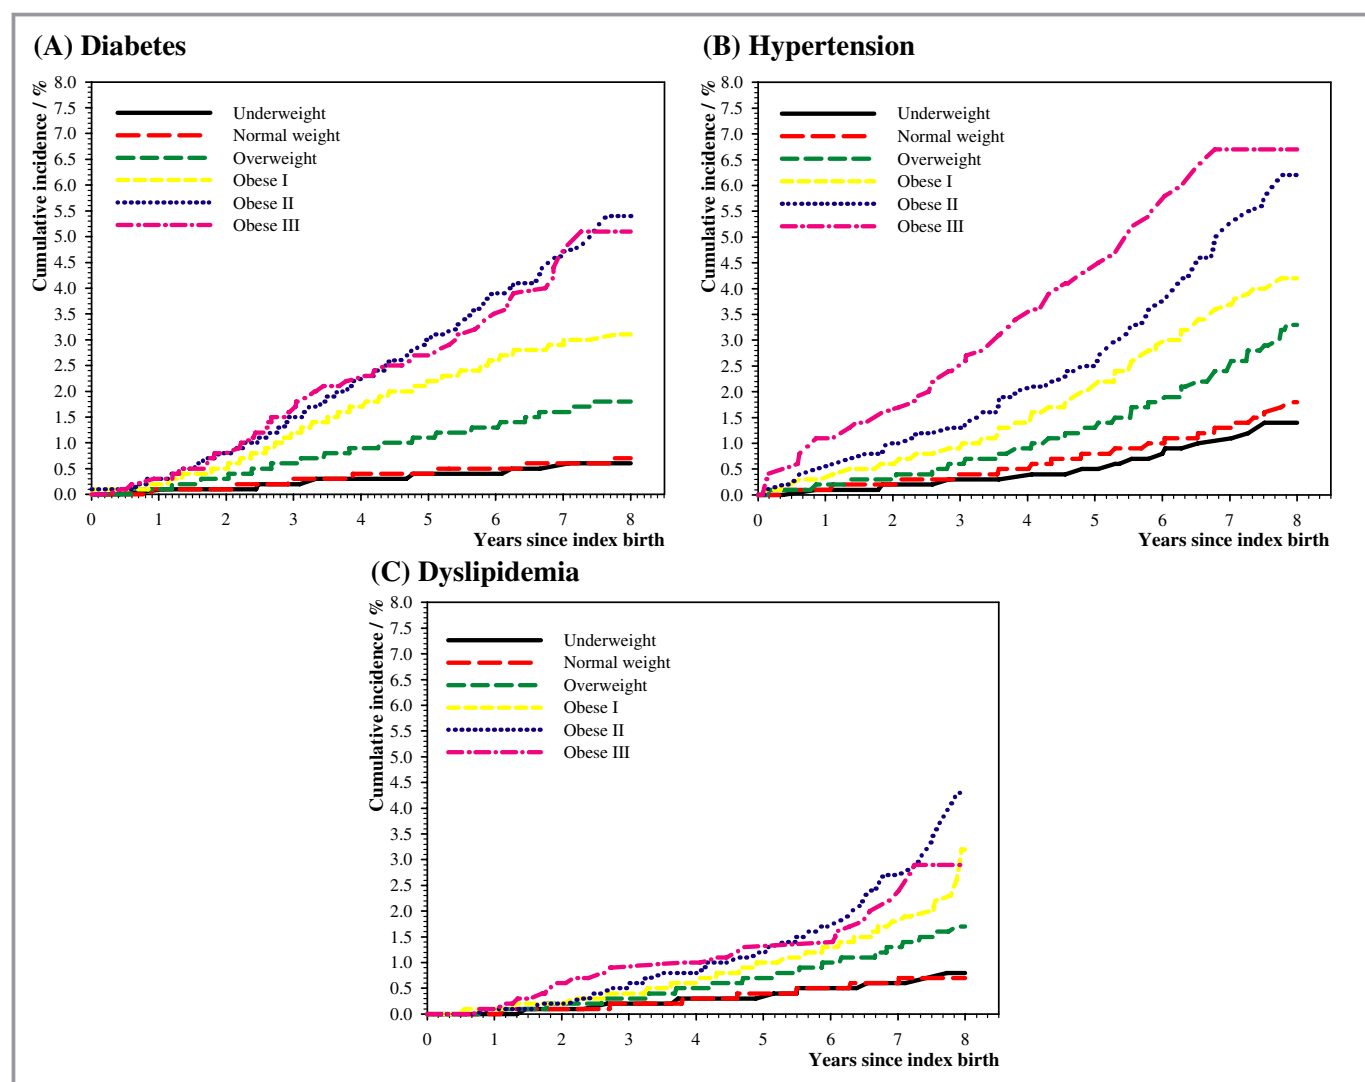 (A) Diabetes
Cumulative incidence / %
8.0
7.5
7.0
6.5
6.0
5.5
5.0
4.5
4.0
3.5
3.0
2.5
2.0
1.5
1.0
0.5
0.0
Underweight
Normal weight
Overweight
Obese I
Obese II
Obese III
0 1 2 3 4 5 6 7 8
Years since index birth
(B) Hypertension
Cumulative incidence / %
8.0
7.5
7.0
6.5
6.0
5.5
5.0
4.5
4.0
3.5
3.0
2.5
2.0
1.5
1.0
0.5
0.0
Underweight
Normal weight
Overweight
Obese I
Obese II
Obese III
0 1 2 3 4 5 6 7 8
Years since index birth
(C) Dyslipidemia
Cumulative incidence / %
8.0
7.5
7.0
6.5
6.0
5.5
5.0
4.5
4.0
3.5
3.0
2.5
2.0
1.5
1.0
0.5
0.0
Underweight
Normal weight
Overweight
Obese I
Obese II
Obese III
0 1 2 3 4 5 6 7 8
Years since index birth